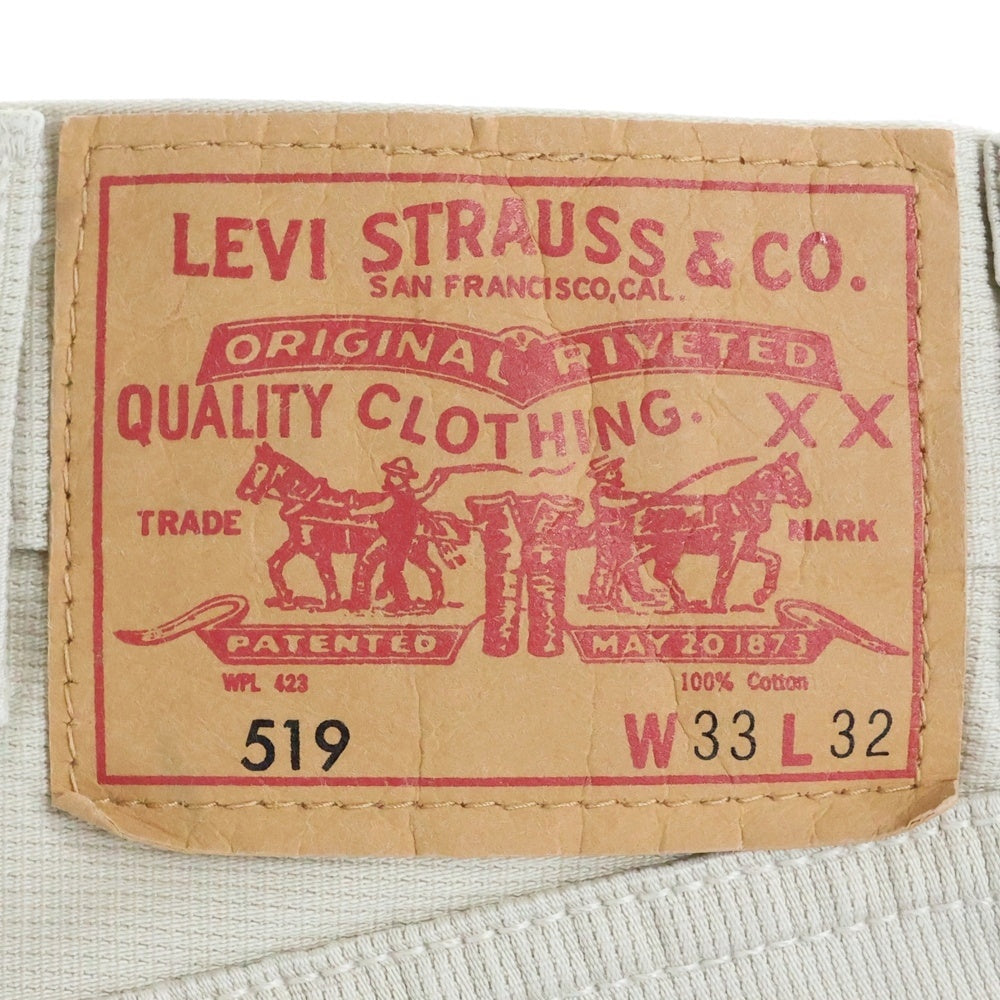 LEVI STRAUSS & CO.
SAN FRANCISCO, CAL.
ORIGINAL RIVETED
QUALITY CLOTHING. XX
TRADE MARK
PATENTED MAY 20 1873
WPL 423 100% Cotton
519 W 33 L 32